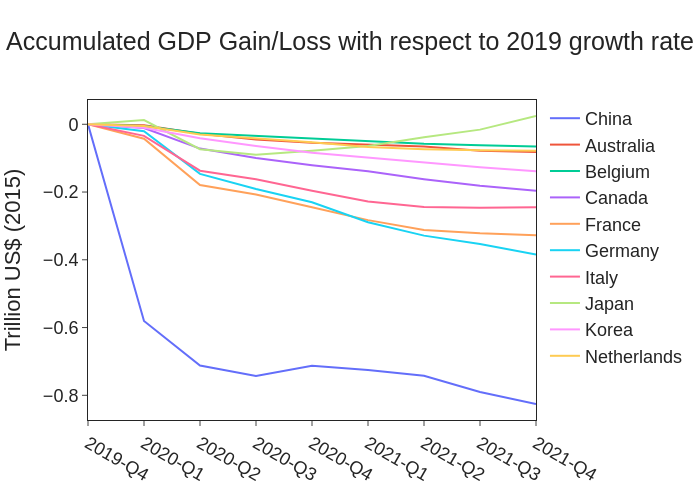 Accumulated GDP Gain/Loss with respect to 2019 growth rate
Trillion US$ (2015)
0
−0.2
−0.4
−0.6
−0.8
2019-Q4
2020-Q1
2020-Q2
2020-Q3
2020-Q4
2021-Q1
2021-Q2
2021-Q3
2021-Q4
China
Australia
Belgium
Canada
France
Germany
Italy
Japan
Korea
Netherlands